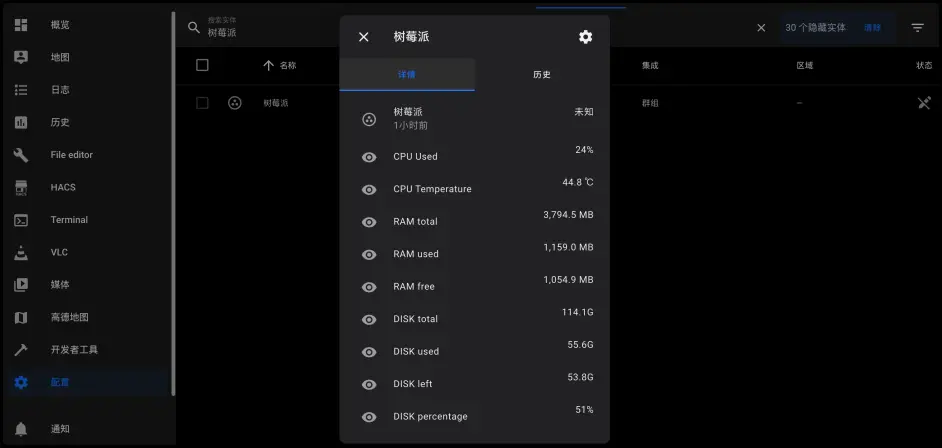 概览
地图
日志
历史
File editor
HACS
Terminal
VLC
媒体
高德地图
开发者工具
配置
通知
搜索实体
树莓派
30 个隐藏实体
清除
名称
集成
区域
状态
树莓派
群组
–
树莓派
详情
历史
树莓派
1小时前
未知
CPU Used 24%
CPU Temperature 44.8 ℃
RAM total 3,794.5 MB
RAM used 1,159.0 MB
RAM free 1,054.9 MB
DISK total 114.1G
DISK used 55.6G
DISK left 53.8G
DISK percentage 51%